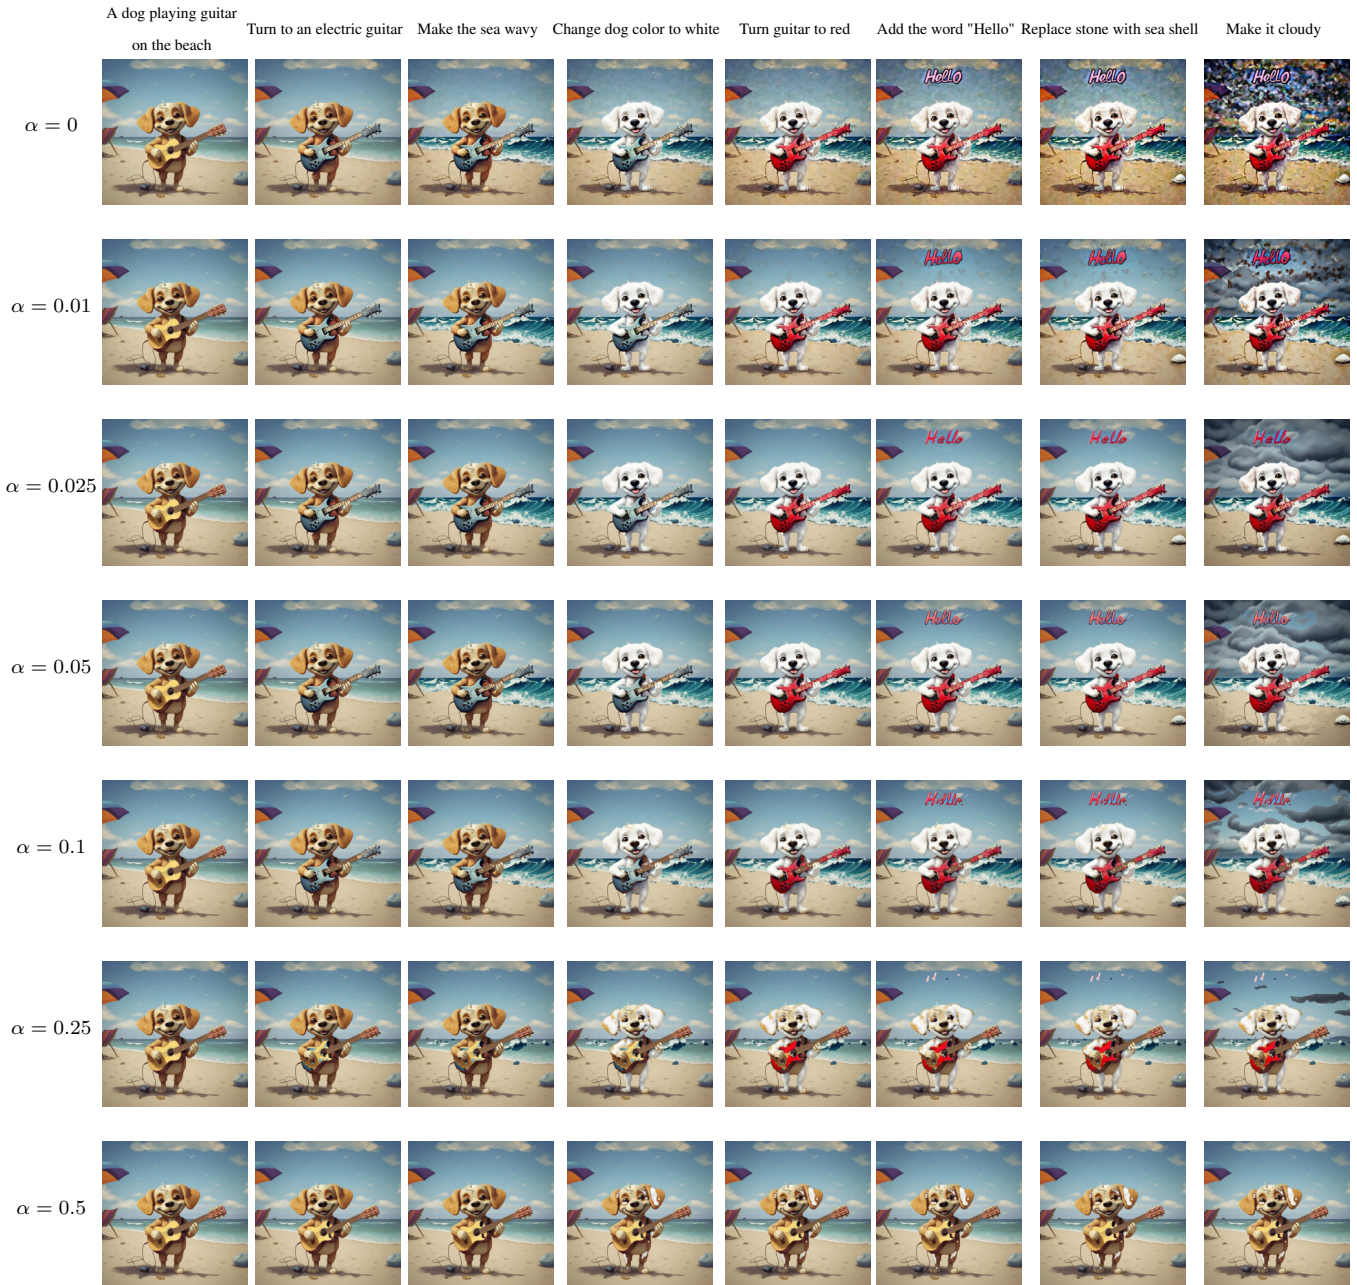 A dog playing guitar
on the beach
Turn to an electric guitar
Make the sea wavy
Change dog color to white
Turn guitar to red
Add the word "Hello"
Replace stone with sea shell
Make it cloudy
α = 0
Hello
Hello
Hello
α = 0.01
Hello
Hello
Hello
α = 0.025
Hello
Hello
Hello
α = 0.05
Hello
Hello
Hello
α = 0.1
Hello
Hello
Hello
α = 0.25
α = 0.5